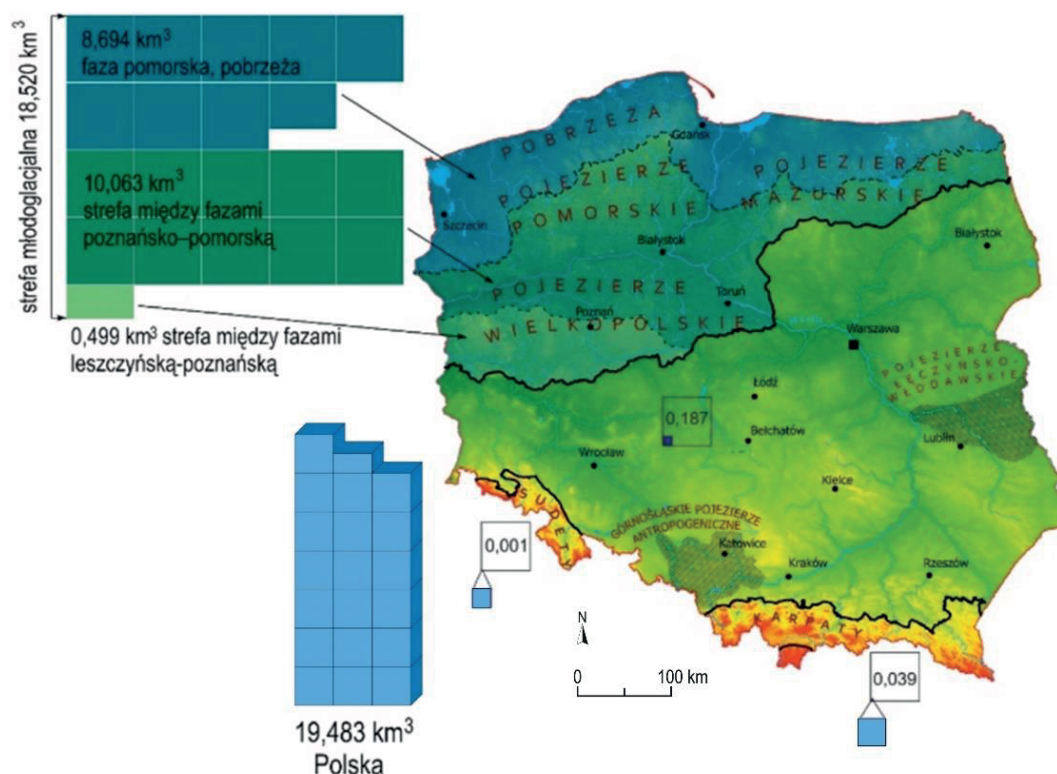 strefa młodoglacjalna 18,520 km³
8,694 km³
faza pomorska, pobrzeża
10,063 km³
strefa między fazami
poznańsko–pomorską
0,499 km³ strefa między fazami
leszczyńską-poznańską
POBRZEŻA
Gdańsk
POJEZIERZE
POMORSKIE
POJEZIERZE
MAZURSKIE
Szczecin
Białystok
Białystok
POJEZIERZE
WIELKOPOLSKIE
Toruń
Poznań
Warszawa
POJEZIERZE
ŁĘCZYŃSKO-
WŁODAWSKIE
Łódź
0,187
Bełchatów
Lublin
Wrocław
Kielce
SUDETY
GÓRNOŚLĄSKIE POJEZIERZE
ANTROPOGENICZNE
Katowice
Kraków
Rzeszów
0,001
KARPATY
N
0 100 km
0,039
19,483 km³
Polska